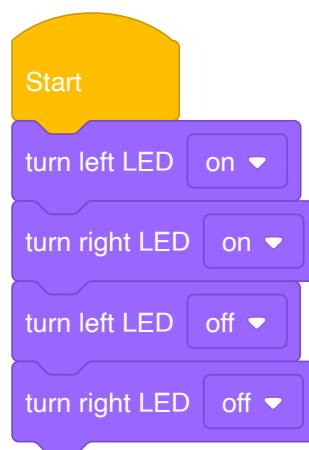 Start
turn left LED on
turn right LED on
turn left LED off
turn right LED off